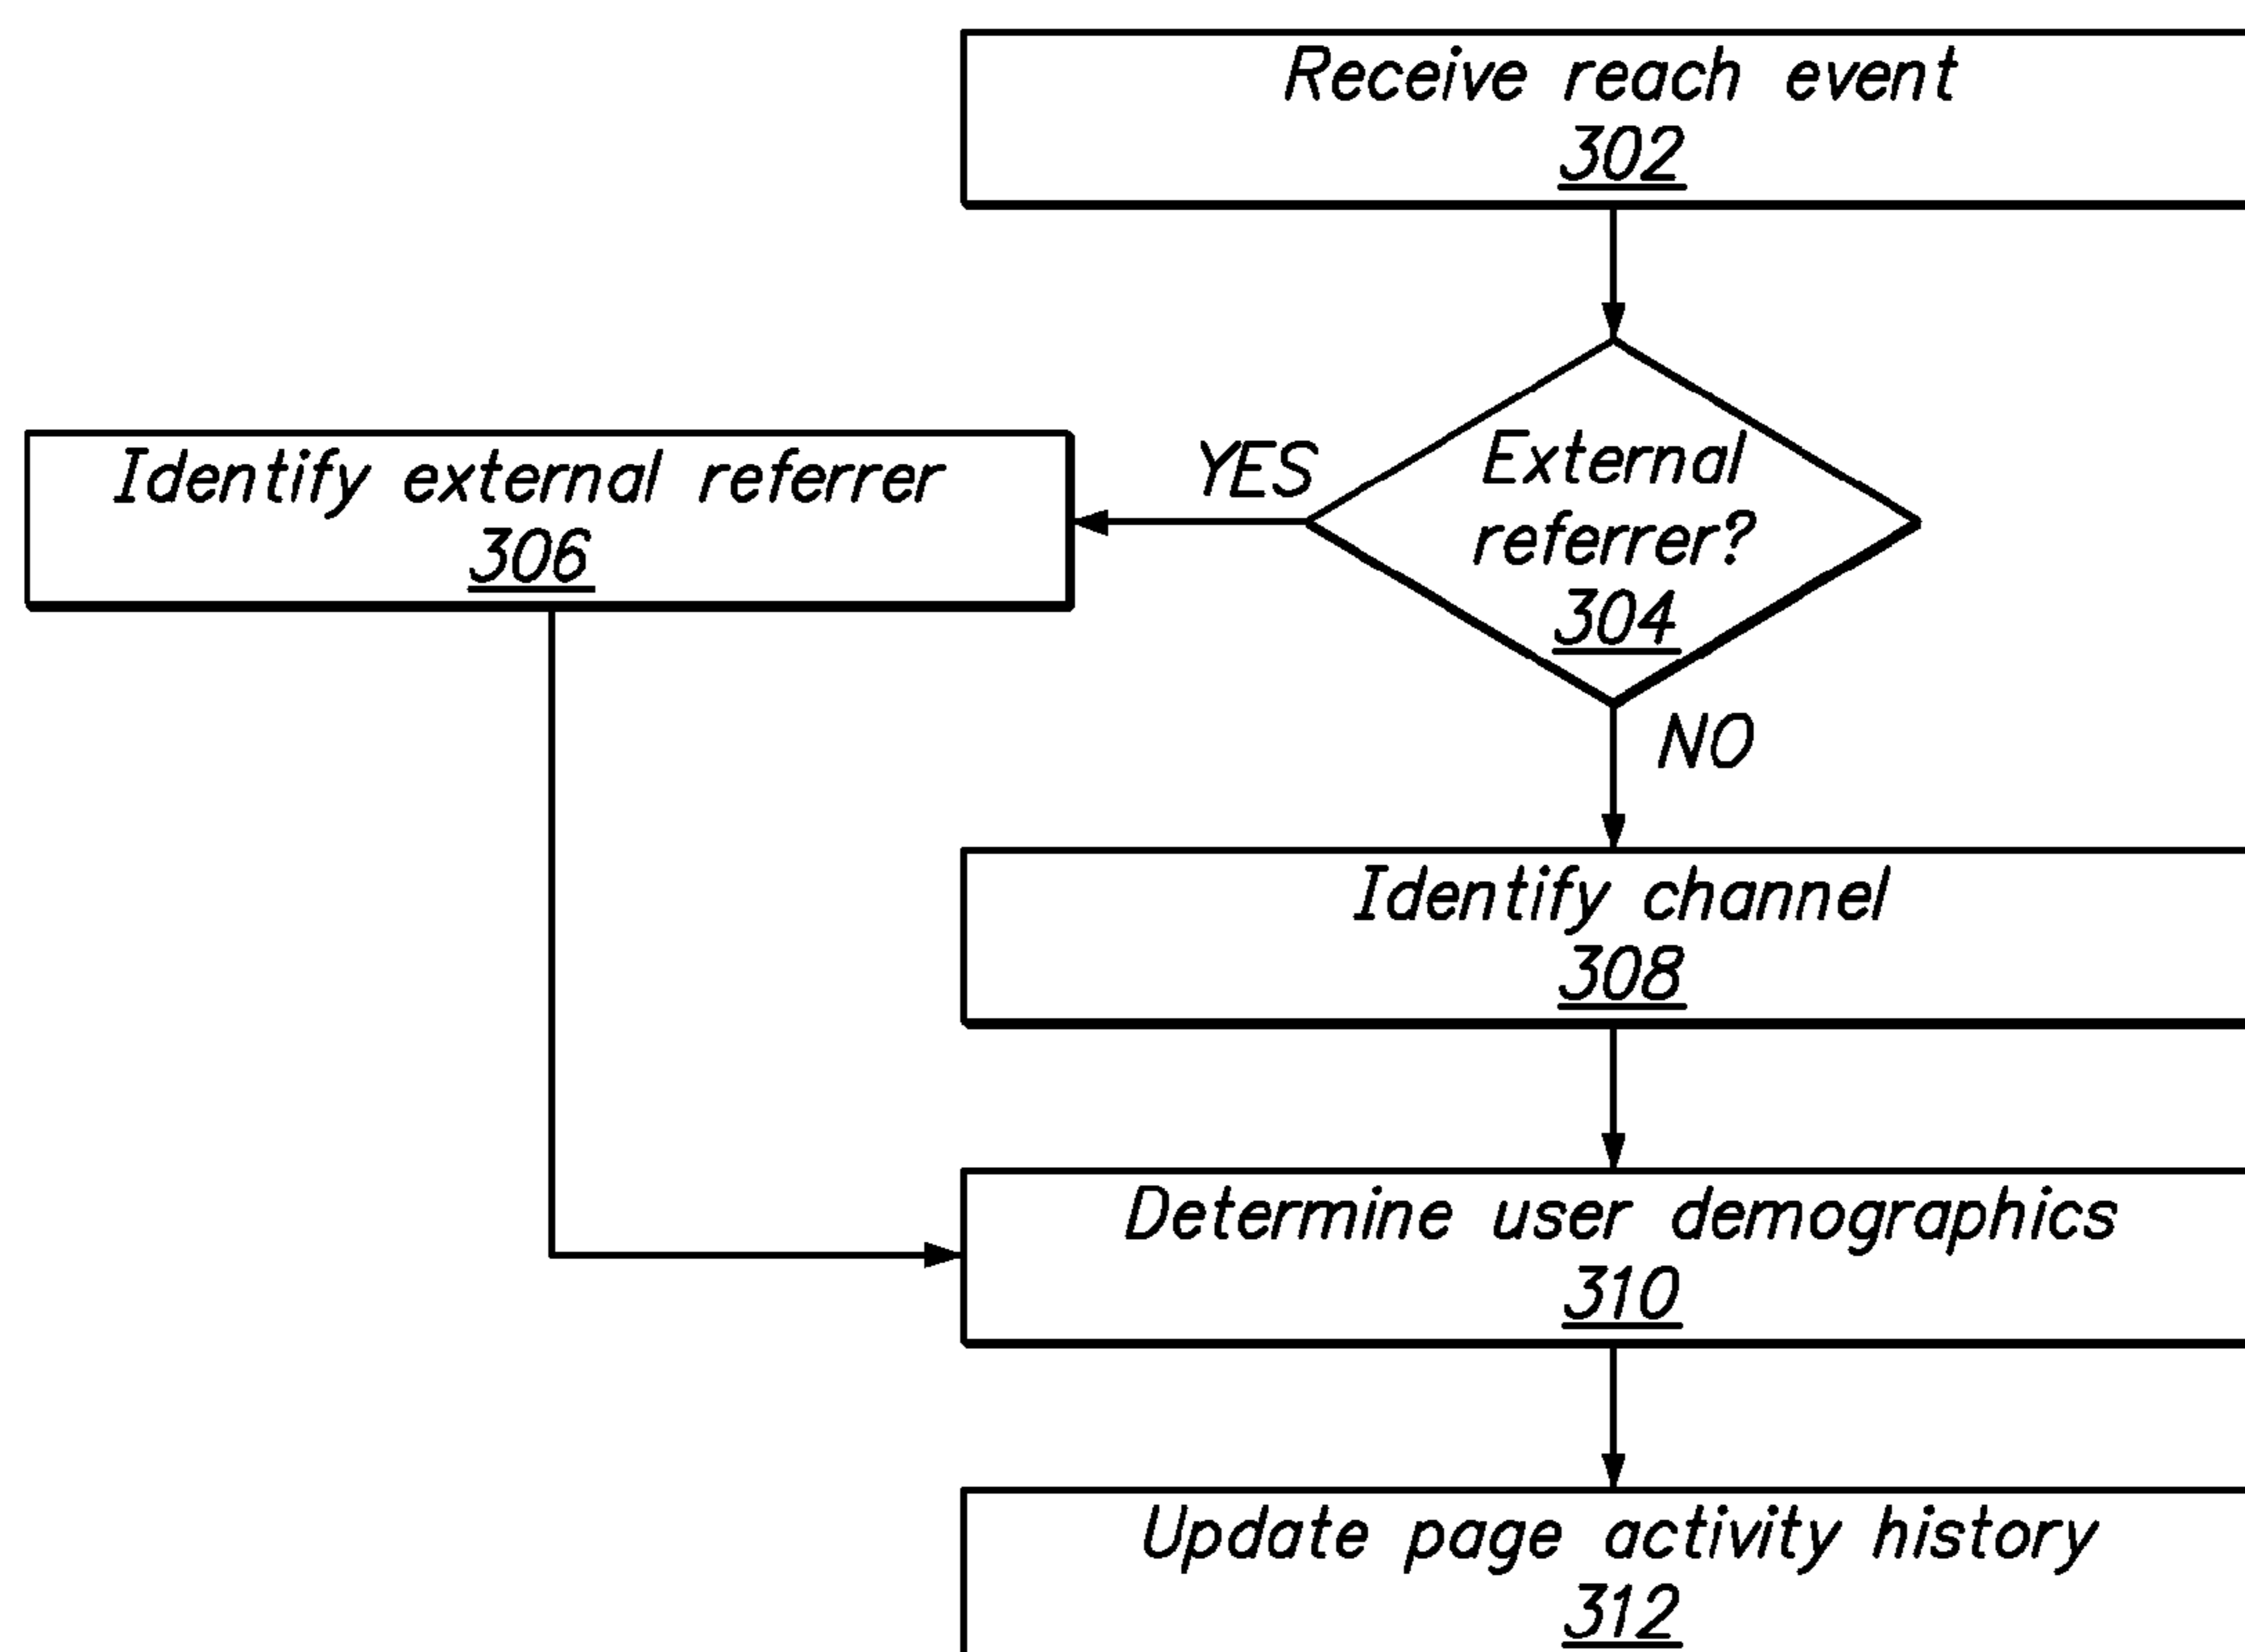 Receive reach event
302
External
referrer?
304
YES
Identify external referrer
306
NO
Identify channel
308
Determine user demographics
310
Update page activity history
312